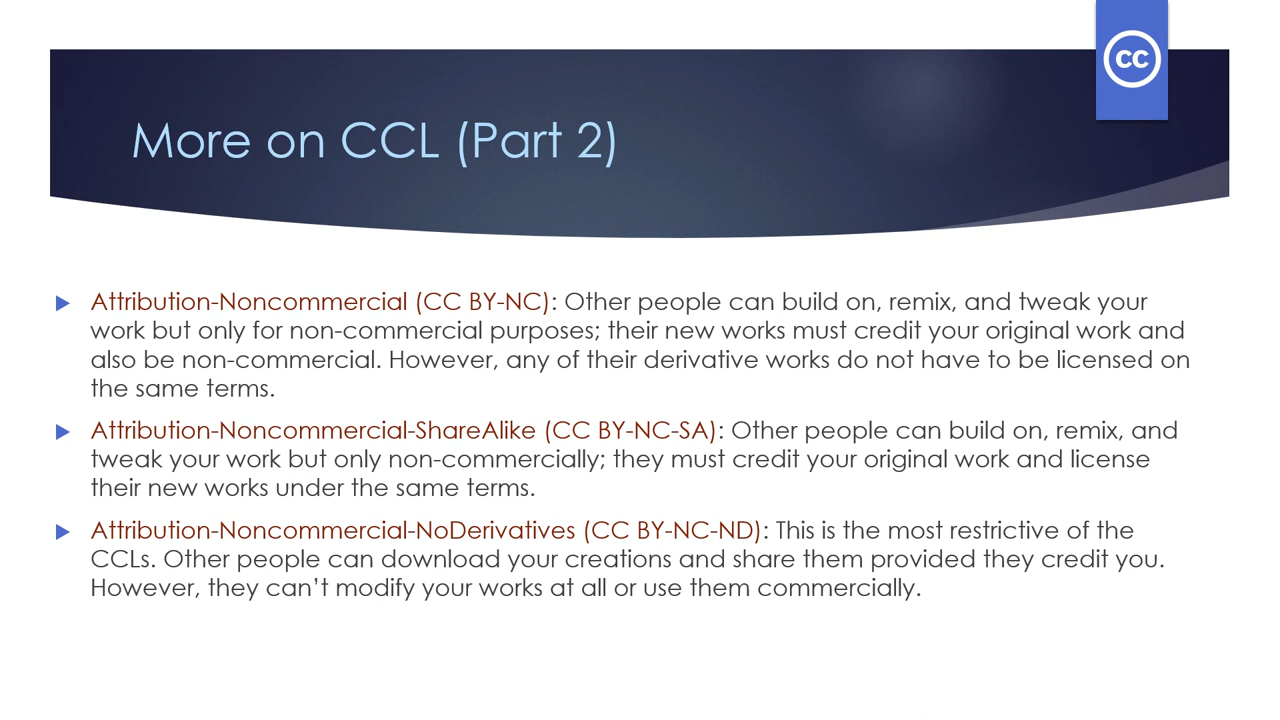 cc
More on CCL (Part 2)
Attribution-Noncommercial (CC BY-NC): Other people can build on, remix, and tweak your
work but only for non-commercial purposes; their new works must credit your original work and
also be non-commercial. However, any of their derivative works do not have to be licensed on
the same terms.
Attribution-Noncommercial-ShareAlike (CC BY-NC-SA): Other people can build on, remix, and
tweak your work but only non-commercially; they must credit your original work and license
their new works under the same terms.
Attribution-Noncommercial-NoDerivatives (CC BY-NC-ND): This is the most restrictive of the
CCLs. Other people can download your creations and share them provided they credit you.
However, they can’t modify your works at all or use them commercially.